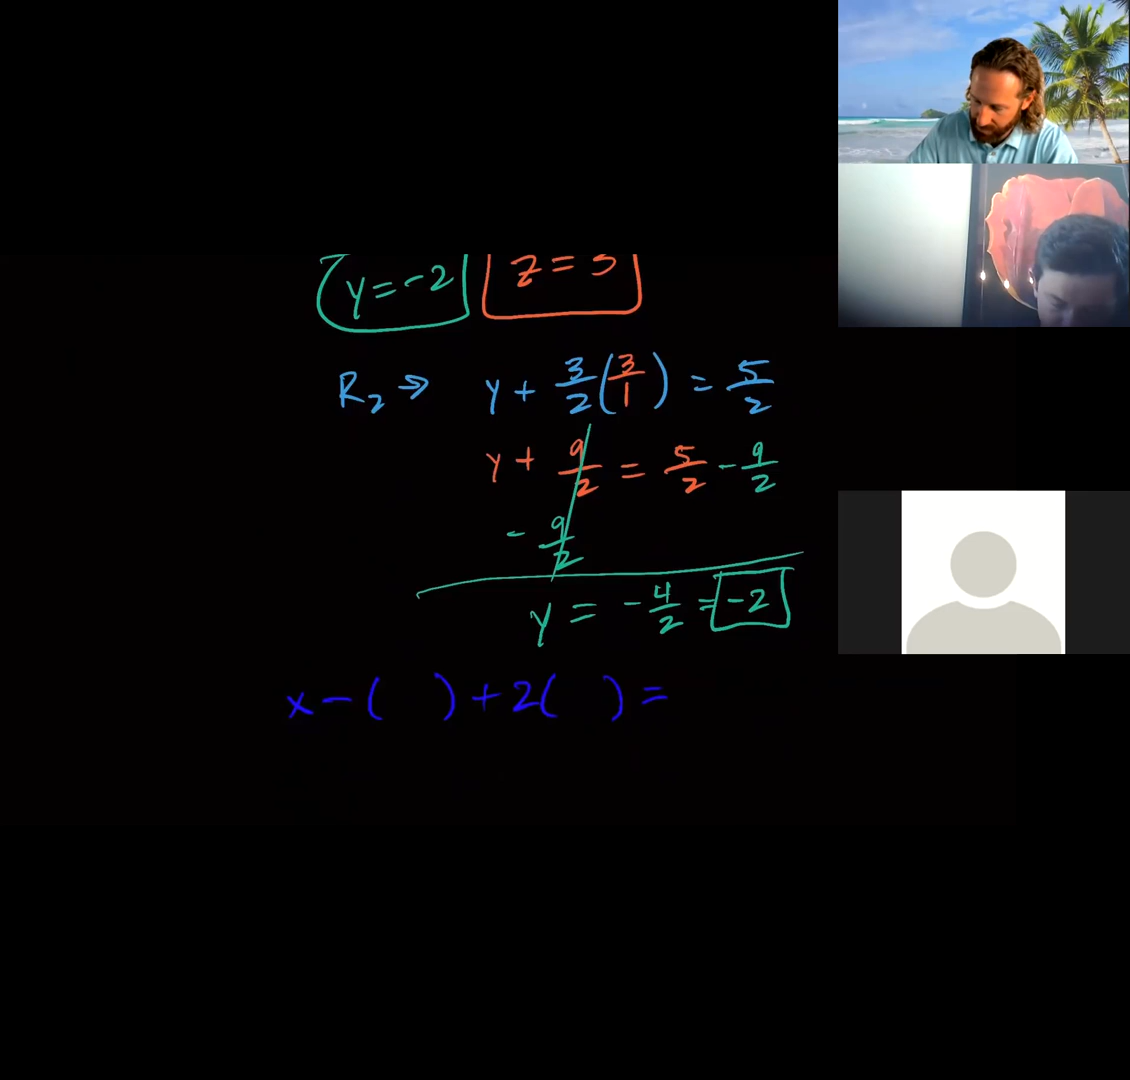 y = -2 z = 3
R₂ → y + 3/2 (3/1) = 5/2
y + 9/2 = 5/2 - 9/2
- 9/2
y = -4/2 = -2
x - ( ) + 2( ) =